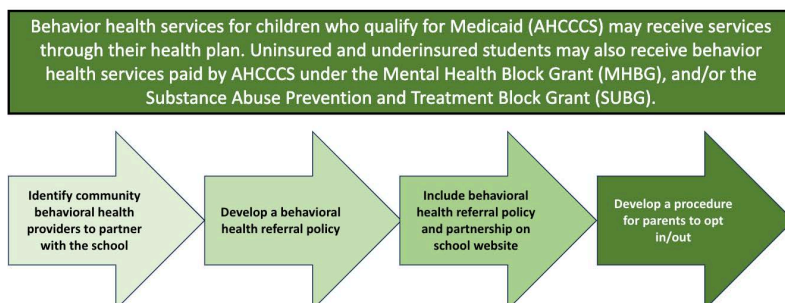 Behavior health services for children who qualify for Medicaid (AHCCCS) may receive services
through their health plan. Uninsured and underinsured students may also receive behavior
health services paid by AHCCCS under the Mental Health Block Grant (MHBG), and/or the
Substance Abuse Prevention and Treatment Block Grant (SUBG).
Identify community
behavioral health
providers to partner
with the school
Develop a behavioral
health referral policy
Include behavioral
health referral policy
and partnership on
school website
Develop a procedure
for parents to opt
in/out